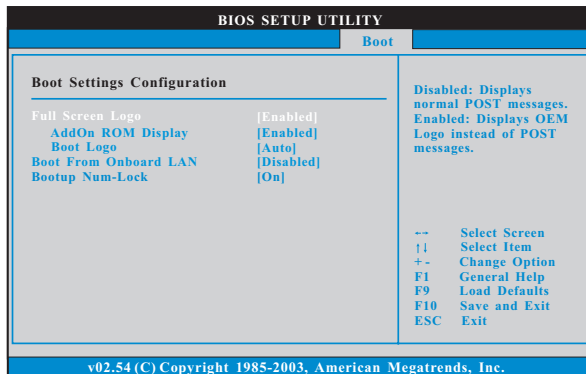 BIOS SETUP UTILITY
Boot
Boot Settings Configuration
Full Screen Logo [Enabled]
AddOn ROM Display [Enabled]
Boot Logo [Auto]
Boot From Onboard LAN [Disabled]
Bootup Num-Lock [On]
Disabled: Displays
normal POST messages.
Enabled: Displays OEM
Logo instead of POST
messages.
←→ Select Screen
↑↓ Select Item
+ - Change Option
F1 General Help
F9 Load Defaults
F10 Save and Exit
ESC Exit
v02.54 (C) Copyright 1985-2003, American Megatrends, Inc.